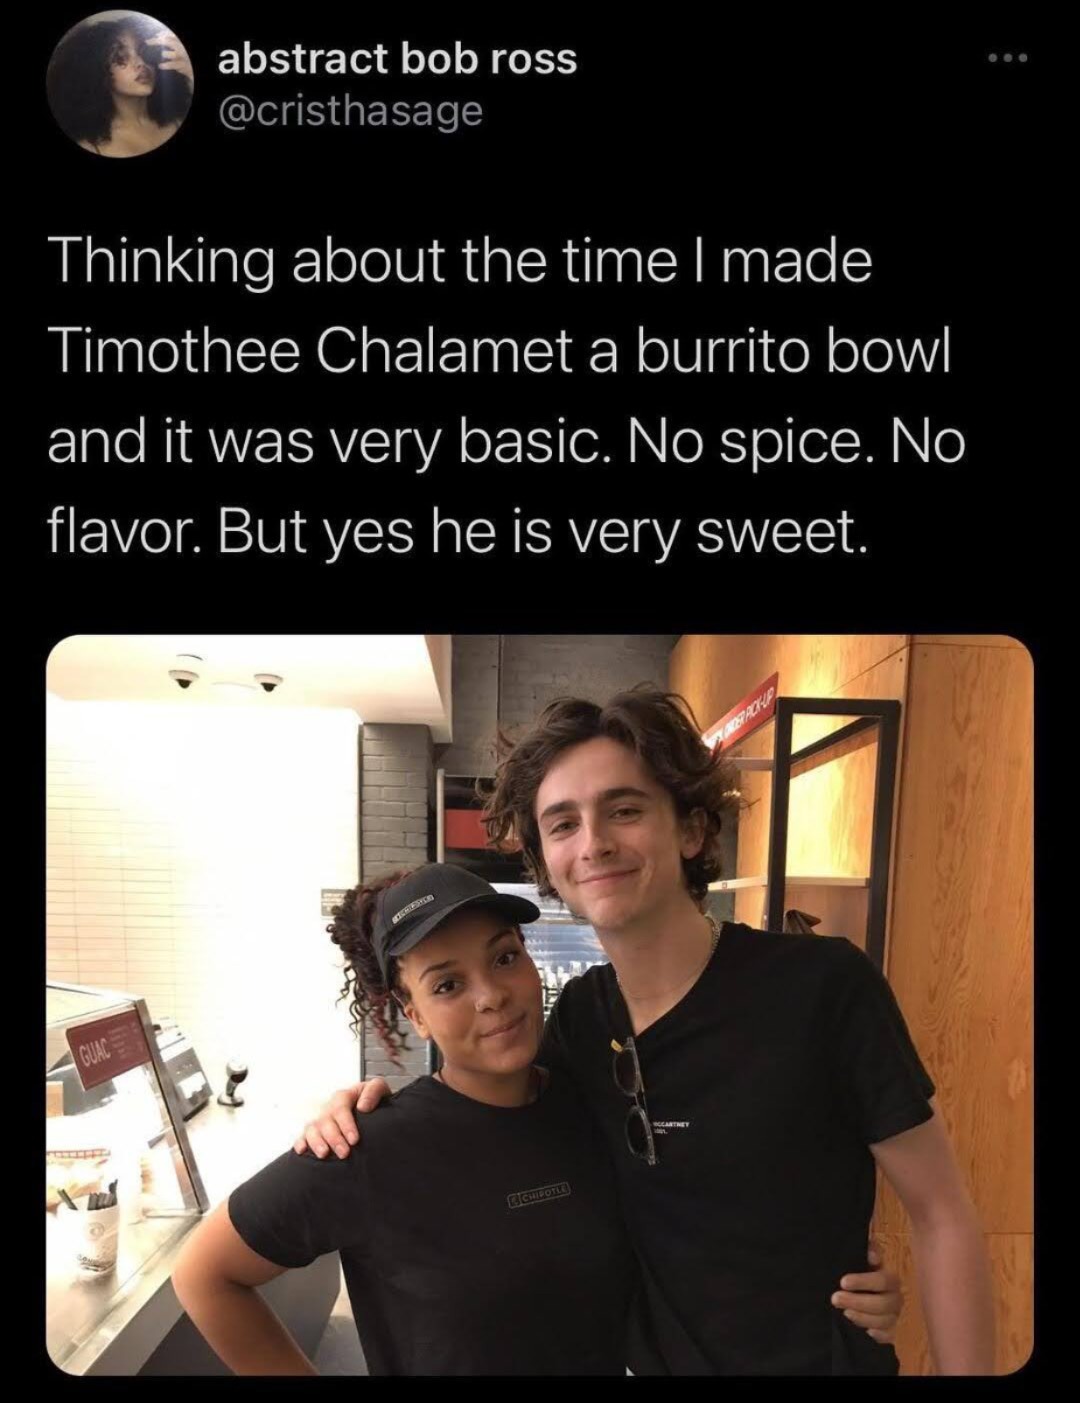 abstract bob ross
@cristhasage
Thinking about the time I made
Timothee Chalamet a burrito bowl
and it was very basic. No spice. No
flavor. But yes he is very sweet.
ORDER PICK-UP
CHIPOTLE
GUAC
MCCARTNEY
CHIPOTLE